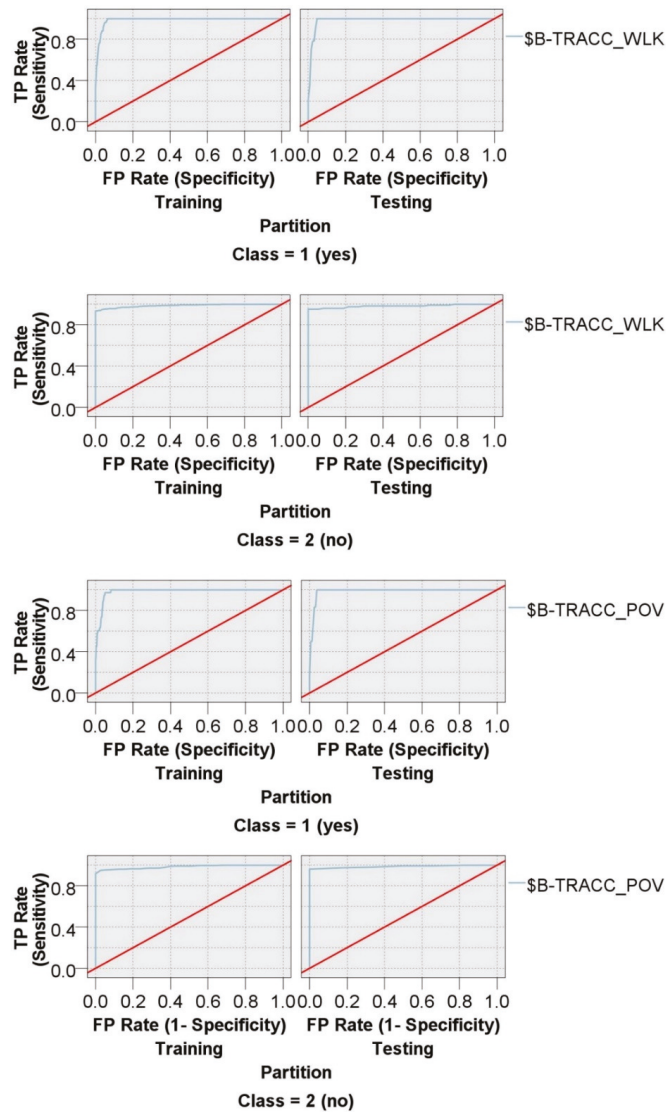 TP Rate
(Sensitivity)
0.8
0.4
0.0
0.0 0.2 0.4 0.6 0.8 1.0
0.0 0.2 0.4 0.6 0.8 1.0
$B-TRACC_WLK
FP Rate (Specificity)
FP Rate (Specificity)
Training
Testing
Partition
Class = 1 (yes)
TP Rate
(Sensitivity)
0.8
0.4
0.0
0.0 0.2 0.4 0.6 0.8 1.0
0.0 0.2 0.4 0.6 0.8 1.0
$B-TRACC_WLK
FP Rate (Specificity)
FP Rate (Specificity)
Training
Testing
Partition
Class = 2 (no)
TP Rate
(Sensitivity)
0.8
0.4
0.0
0.0 0.2 0.4 0.6 0.8 1.0
0.0 0.2 0.4 0.6 0.8 1.0
$B-TRACC_POV
FP Rate (Specificity)
FP Rate (Specificity)
Training
Testing
Partition
Class = 1 (yes)
TP Rate
(Sensitivity)
0.8
0.4
0.0
0.0 0.2 0.4 0.6 0.8 1.0
0.0 0.2 0.4 0.6 0.8 1.0
$B-TRACC_POV
FP Rate (1- Specificity)
FP Rate (1- Specificity)
Training
Testing
Partition
Class = 2 (no)